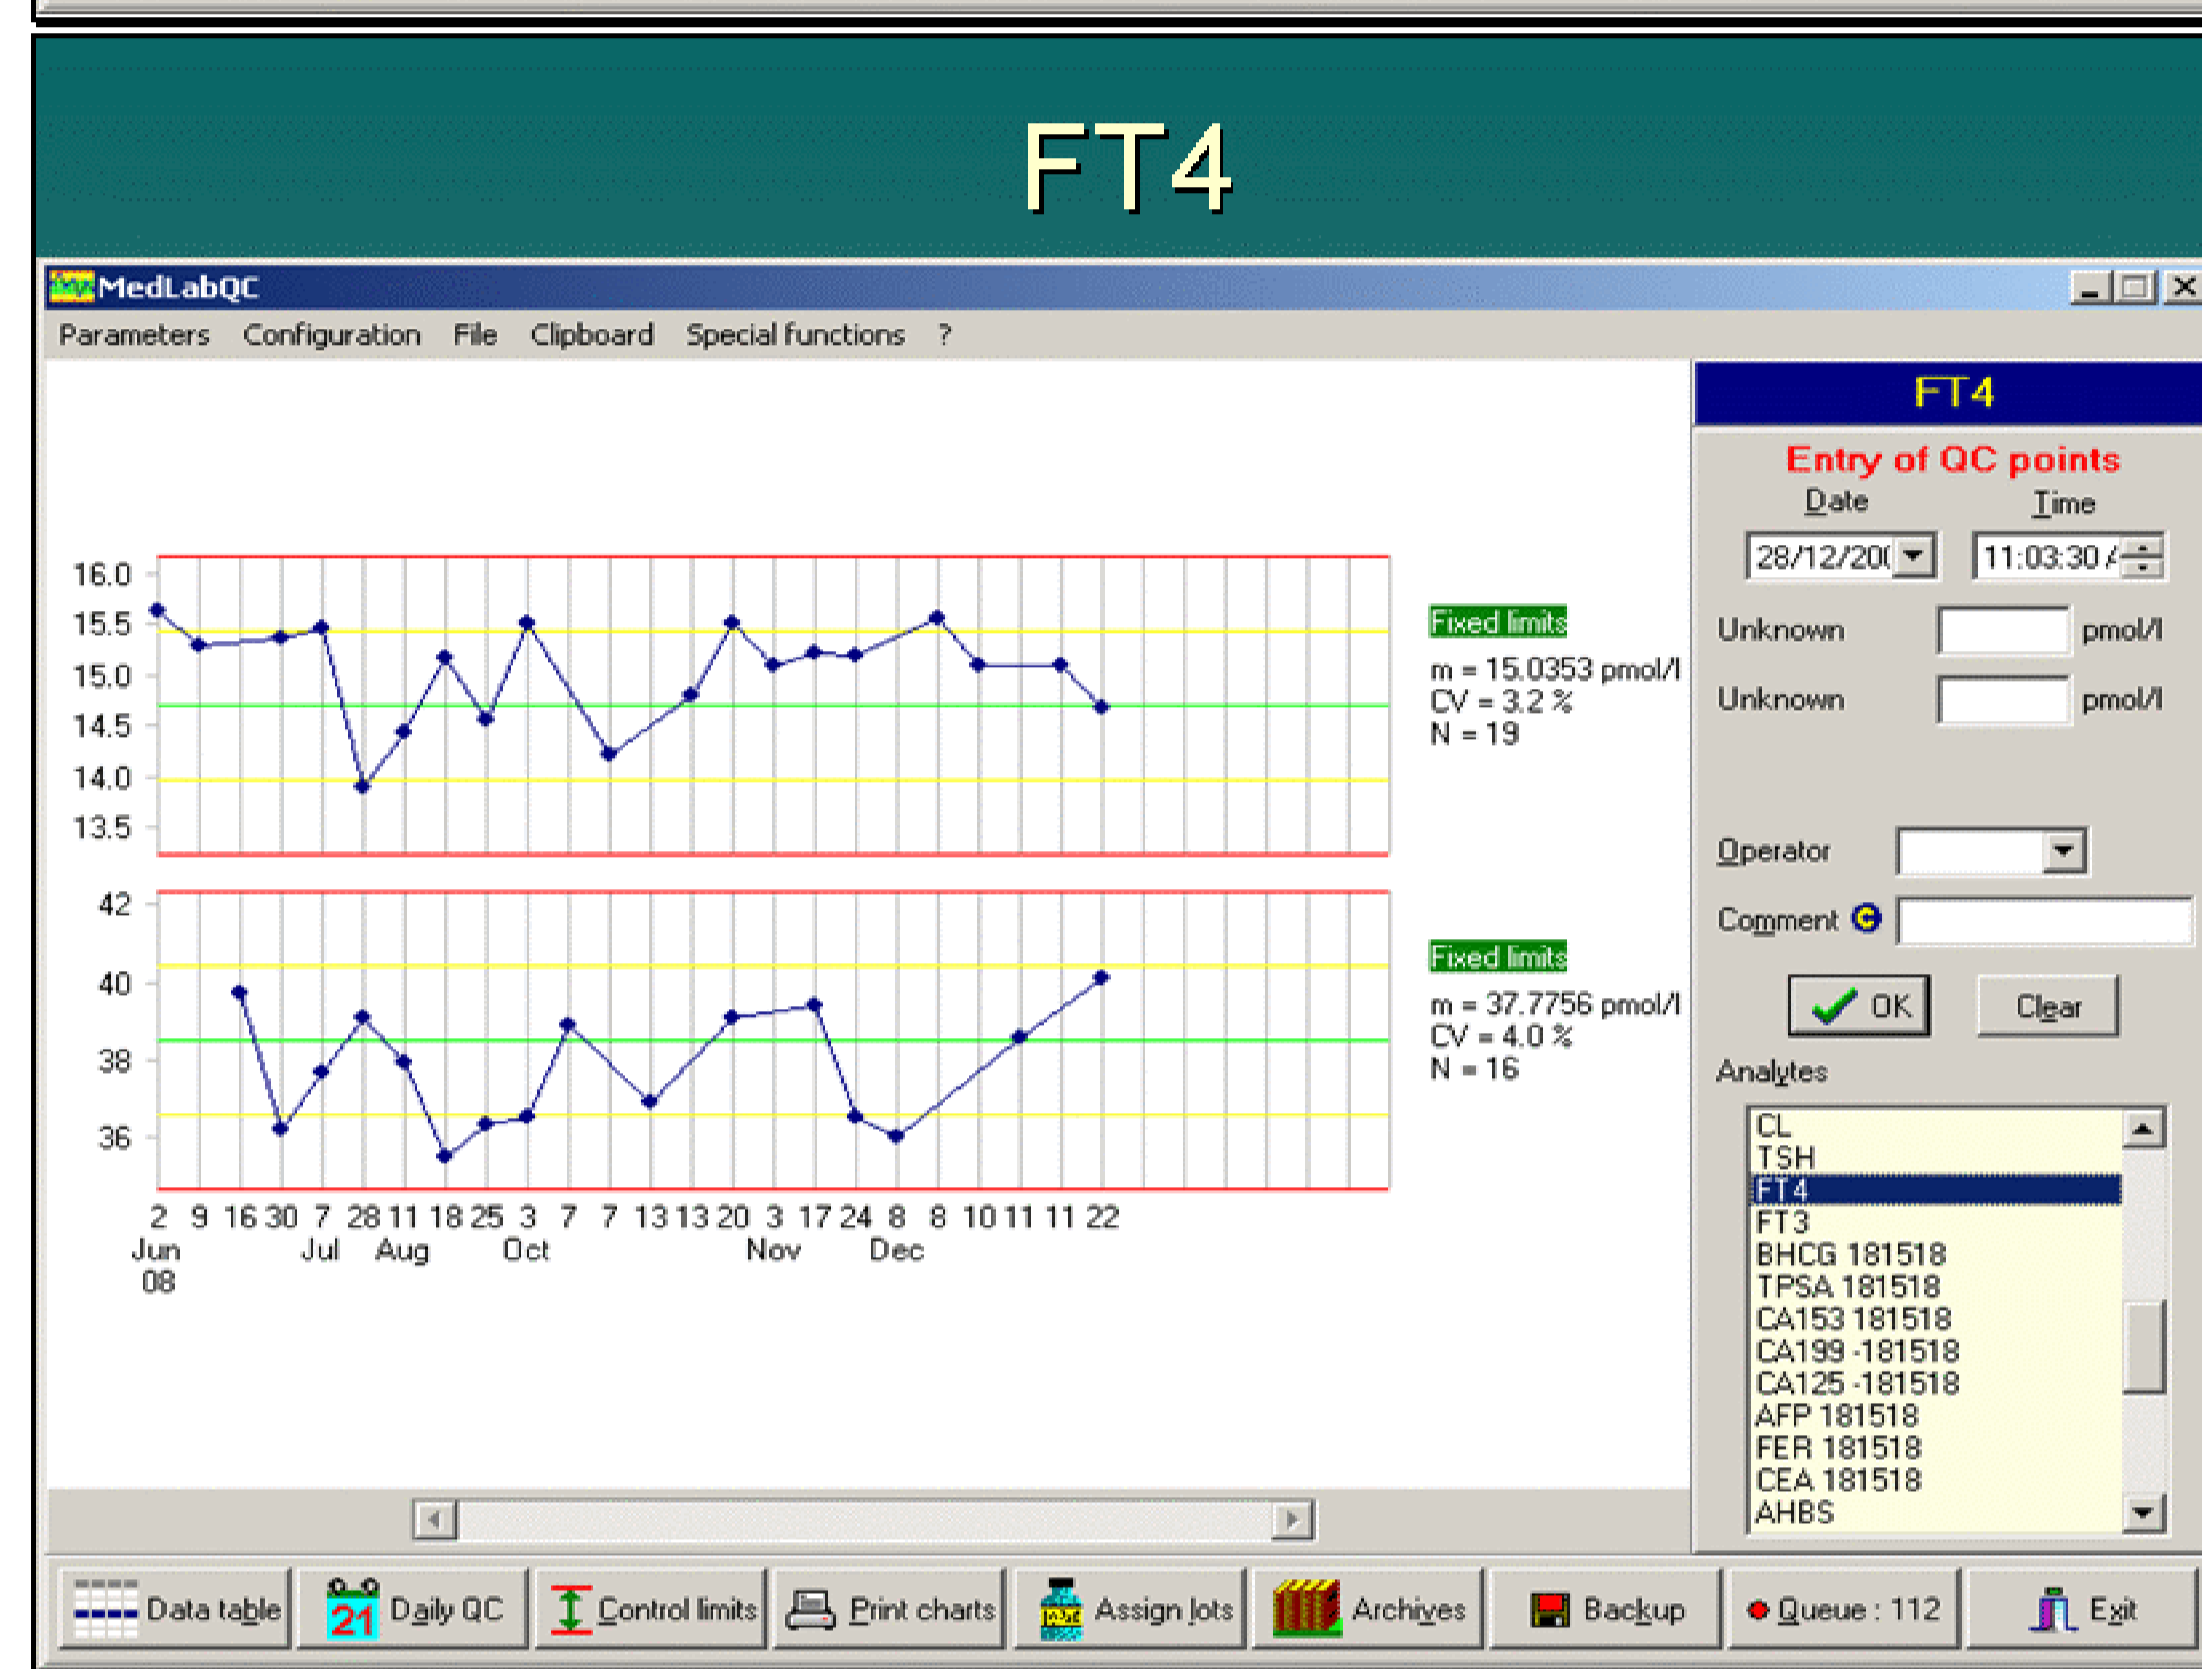 FT4
MedLabQC
Parameters Configuration File Clipboard Special functions ?
FT4
Entry of QC points
Date Time
28/12/200 11:03:30 A
Unknown pmol/l
Unknown pmol/l
Operator
Comment C
OK Clear
Analytes
CL
TSH
FT4
FT3
BHCG 181518
TPSA 181518
CA153 181518
CA199 -181518
CA125 -181518
AFP 181518
FER 181518
CEA 181518
AHBS
16.0
15.5
15.0
14.5
14.0
13.5
Fixed limits
m = 15.0353 pmol/l
CV = 3.2 %
N = 19
42
40
38
36
Fixed limits
m = 37.7756 pmol/l
CV = 4.0 %
N = 16
2 9 16 30 7 28 11 18 25 3 7 7 13 13 20 3 17 24 8 8 10 11 11 22
Jun Jul Aug Oct Nov Dec
08
Data table 21 Daily QC Control limits Print charts Assign lots Archives Backup Queue : 112 Exit